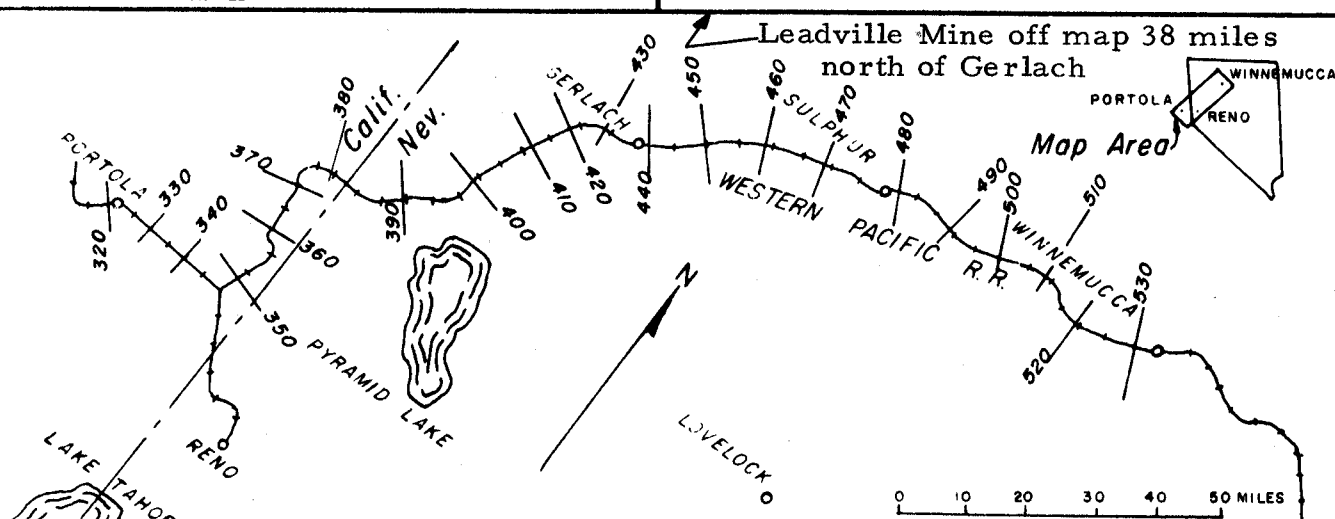 Leadville Mine off map 38 miles
north of Gerlach
WINNEMUCCA
PORTOLA
RENO
Map Area
Calif.
Nev.
PORTOLA
320
330
340
350
360
370
380
390
400
410
420
GERLACH
430
440
450
460
SULPHUR
470
480
490
500
WINNEMUCCA
510
520
530
WESTERN
PACIFIC R.R.
N
PYRAMID LAKE
RENO
LAKE TAHOE
LOVELOCK
0 10 20 30 40 50 MILES